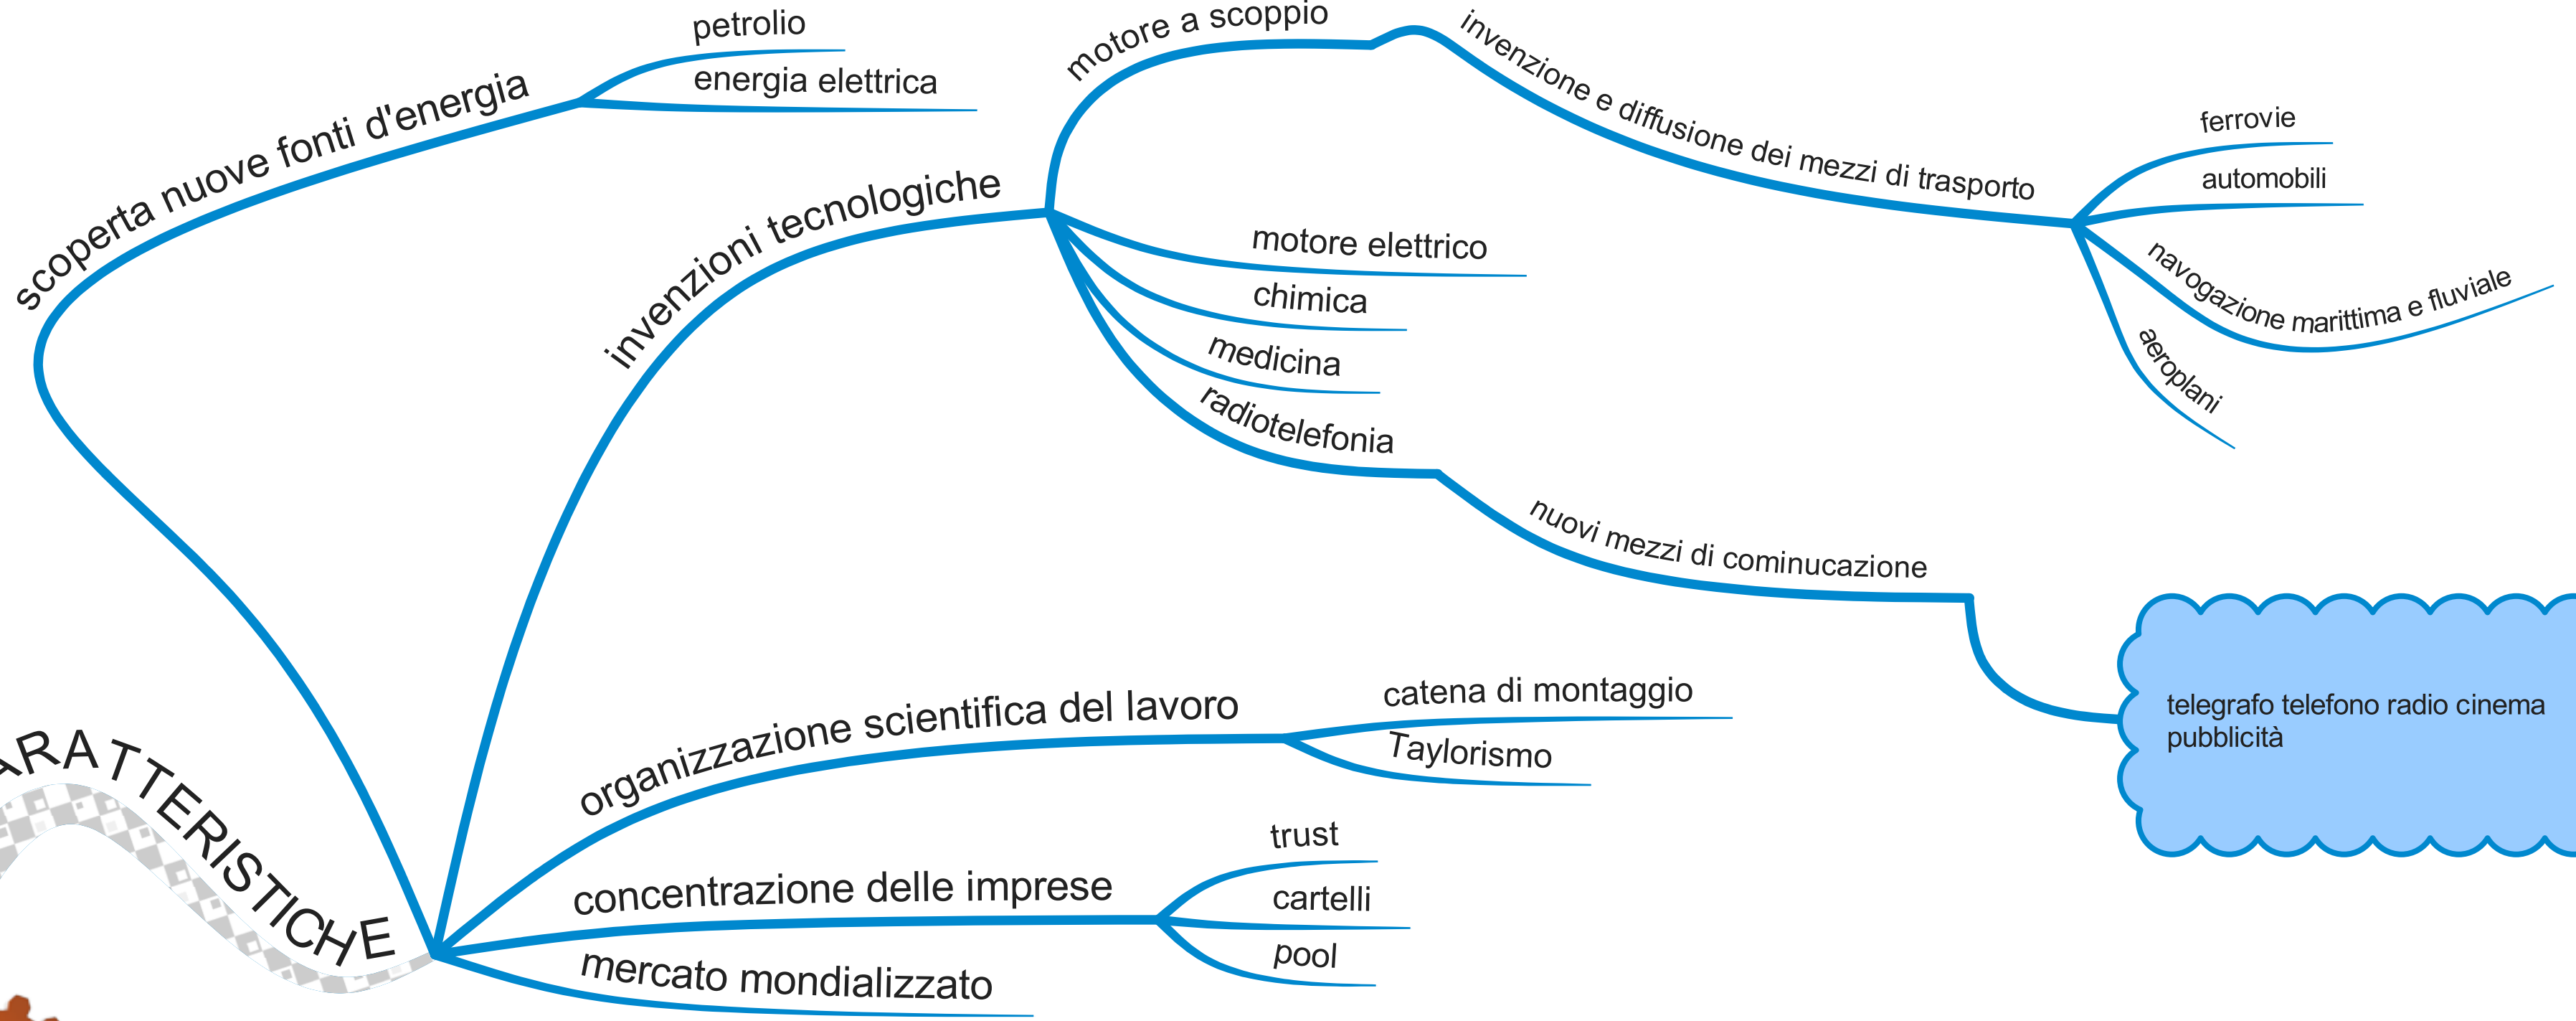 petrolio
energia elettrica
scoperta nuove fonti d'energia
motore a scoppio
invenzione e diffusione dei mezzi di trasporto
ferrovie
automobili
navogazione marittima e fluviale
aeroplani
invenzioni tecnologiche
motore elettrico
chimica
medicina
radiotelefonia
nuovi mezzi di cominucazione
telegrafo telefono radio cinema
pubblicità
organizzazione scientifica del lavoro
catena di montaggio
Taylorismo
ARATTERISTICHE
concentrazione delle imprese
trust
cartelli
pool
mercato mondializzato